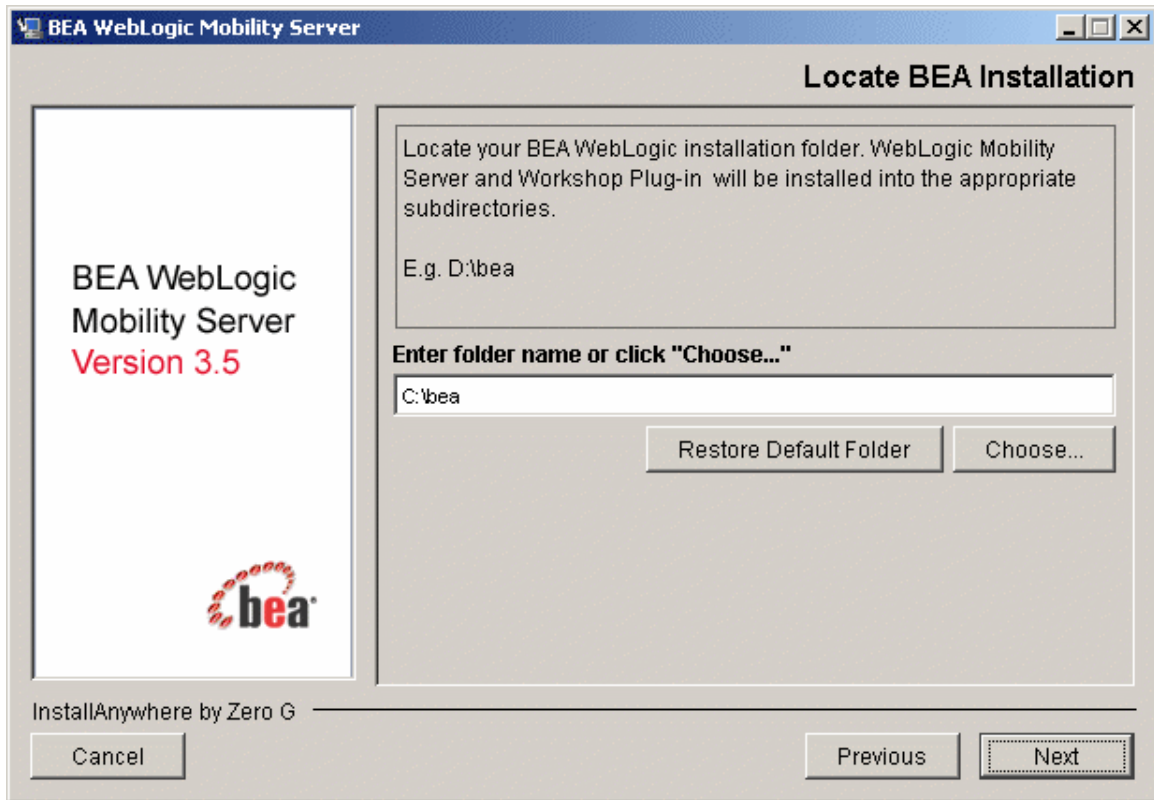 BEA WebLogic Mobility Server
Locate BEA Installation
Locate your BEA WebLogic installation folder. WebLogic Mobility
Server and Workshop Plug-in will be installed into the appropriate
subdirectories.
E.g. D:\bea
BEA WebLogic
Mobility Server
Version 3.5
bea
Enter folder name or click "Choose..."
C:\bea
Restore Default Folder
Choose...
InstallAnywhere by Zero G
Cancel
Previous
Next